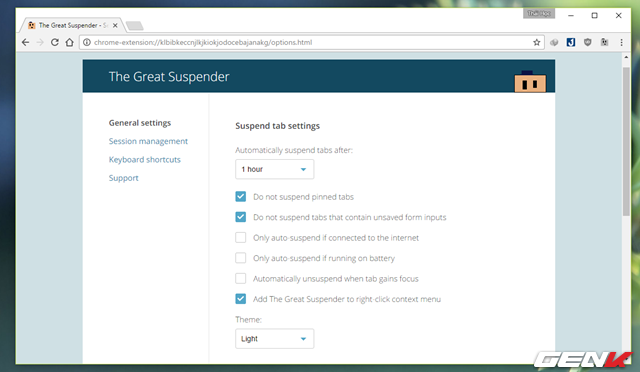 The Great Suspender - S
chrome-extension://klbibkeccnjlkjkiokjodocebajanakg/options.html
The Great Suspender
General settings
Session management
Keyboard shortcuts
Support
Suspend tab settings
Automatically suspend tabs after:
1 hour
Do not suspend pinned tabs
Do not suspend tabs that contain unsaved form inputs
Only auto-suspend if connected to the internet
Only auto-suspend if running on battery
Automatically unsuspend when tab gains focus
Add The Great Suspender to right-click context menu
Theme:
Light
GENK